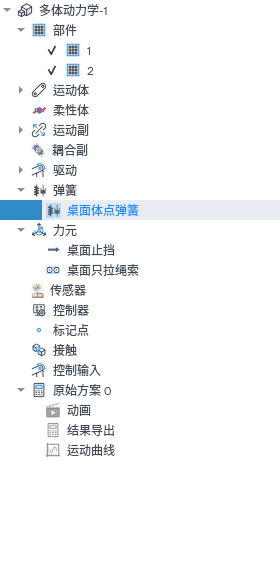 多体动力学-1
部件
1
2
运动体
柔性体
运动副
耦合副
驱动
弹簧
桌面体点弹簧
力元
桌面止挡
桌面只拉绳索
传感器
控制器
标记点
接触
控制输入
原始方案 0
动画
结果导出
运动曲线